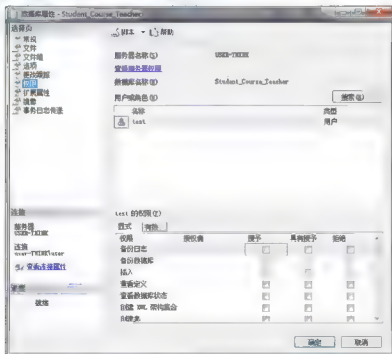 数据库属性 - Student_Course_Teacher
选择页
常规
文件
文件组
选项
更改跟踪
权限
扩展属性
镜像
事务日志传送
脚本
帮助
服务器名称(S)
USER-THINK
查看服务器权限
数据库名称(D)
Student_Course_Teacher
用户或角色(U)
搜索(E)
名称
类型
test
用户
连接
服务器
USER-THINK
连接
user-THINK\user
查看连接属性
进度
就绪
test 的权限(P)
显式
有效
权限
授权者
授予
具有授予
拒绝
备份日志
备份数据库
插入
查看定义
查看数据库状态
创建 XML 架构集合
确定
取消